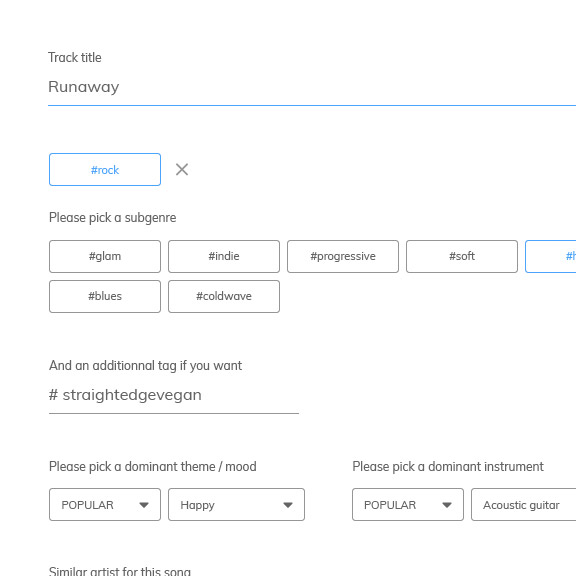 Track title
Runaway
#rock
Please pick a subgenre
#glam #indie #progressive #soft #h
#blues #coldwave
And an additionnal tag if you want
# straightedgevegan
Please pick a dominant theme / mood Please pick a dominant instrument
POPULAR Happy POPULAR Acoustic guitar
Similar artist for this song